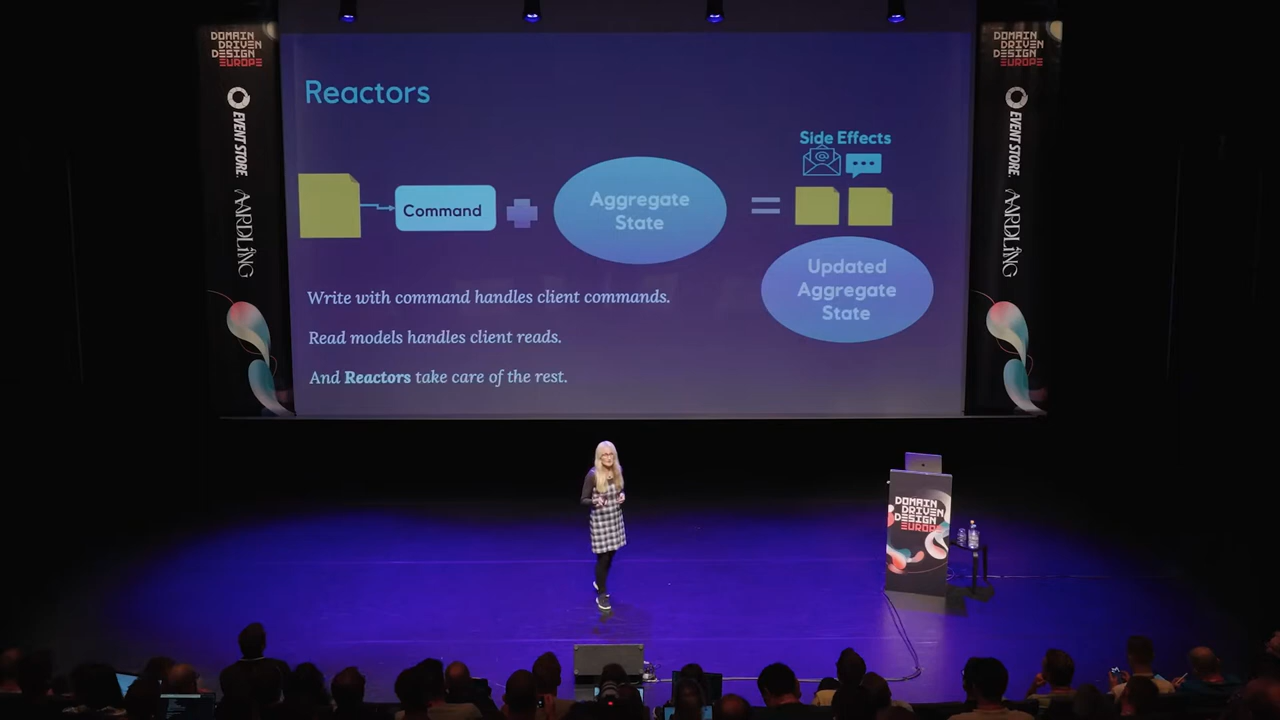 DOMAIN
DRIVEN
DESIGN
EUROPE
EVENT STORE.
AARDLING
Reactors
Command
Aggregate
State
Side Effects
Updated
Aggregate
State
Write with command handles client commands.
Read models handles client reads.
And Reactors take care of the rest.
DOMAIN
DRIVEN
DESIGN
EUROPE
EVENT STORE.
AARDLING
DOMAIN
DRIVEN
DESIGN
EUROPE